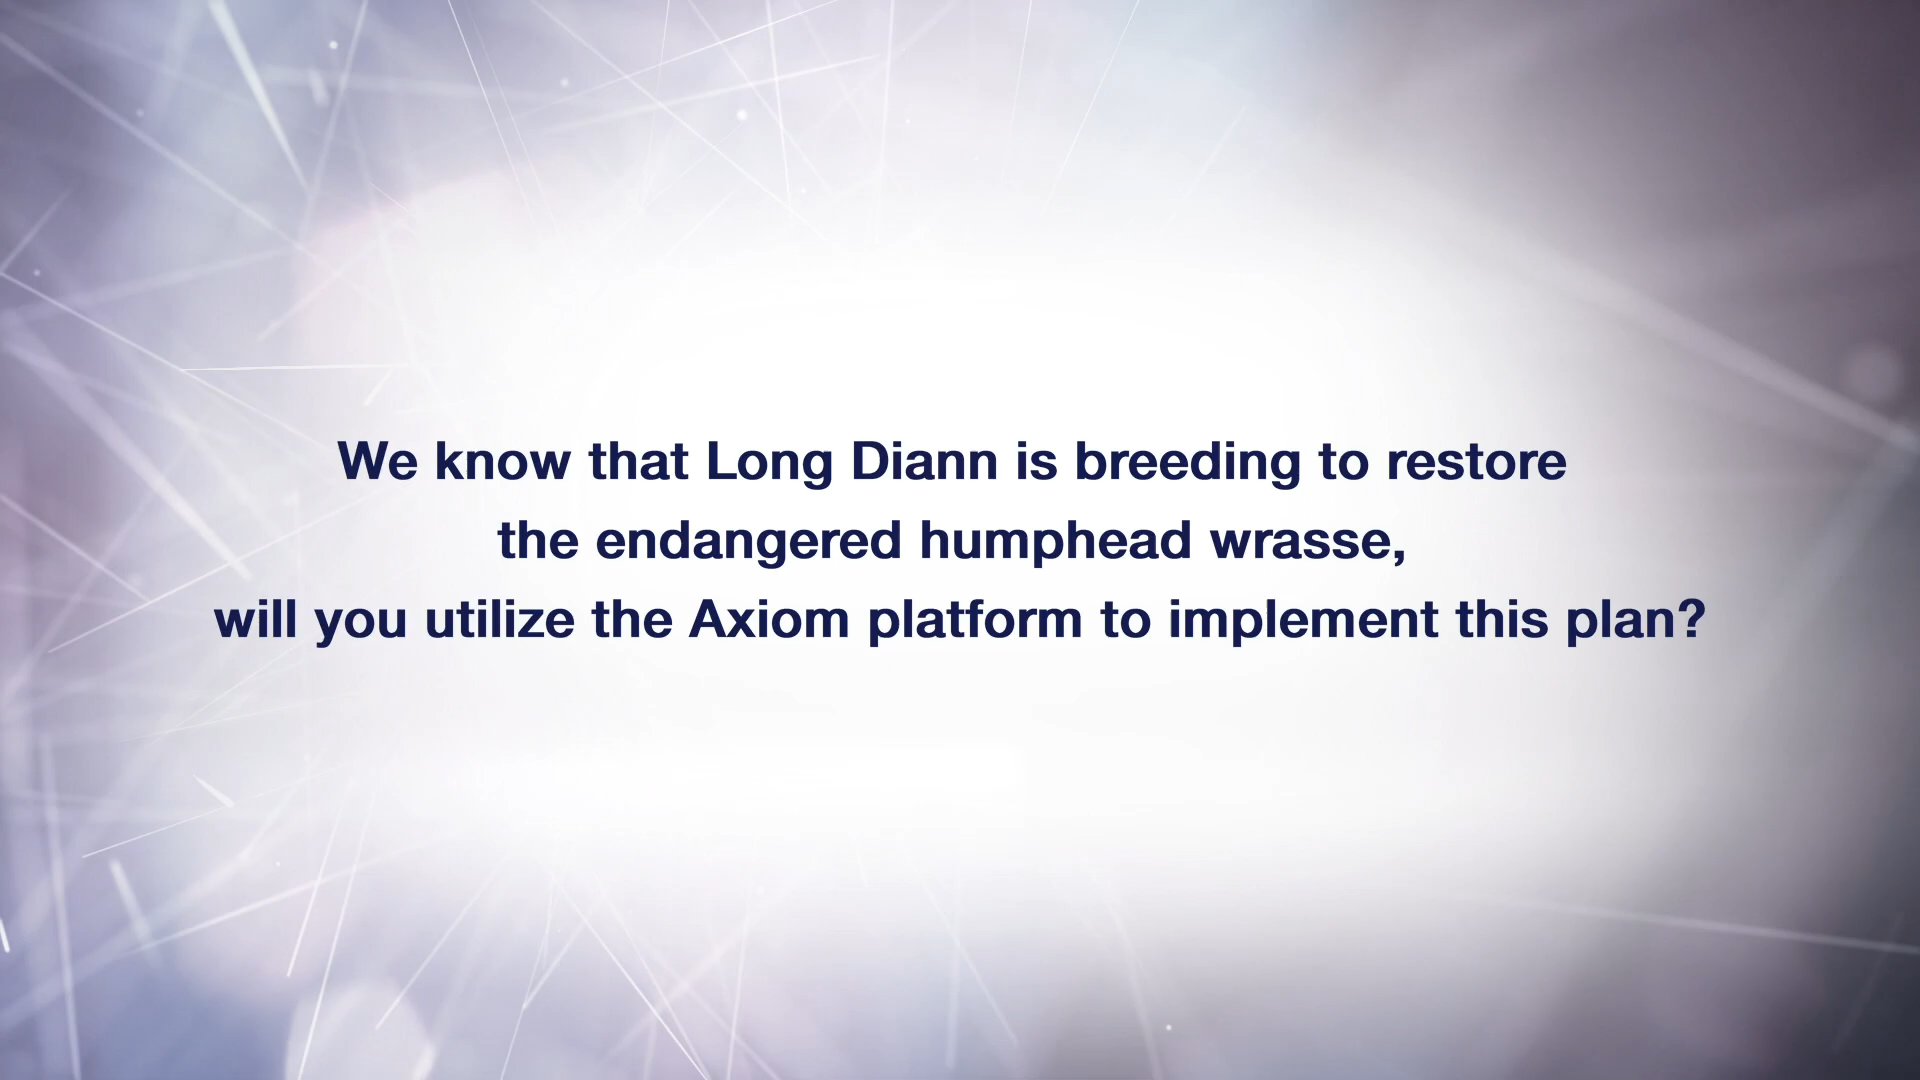 We know that Long Diann is breeding to restore
the endangered humphead wrasse,
will you utilize the Axiom platform to implement this plan?